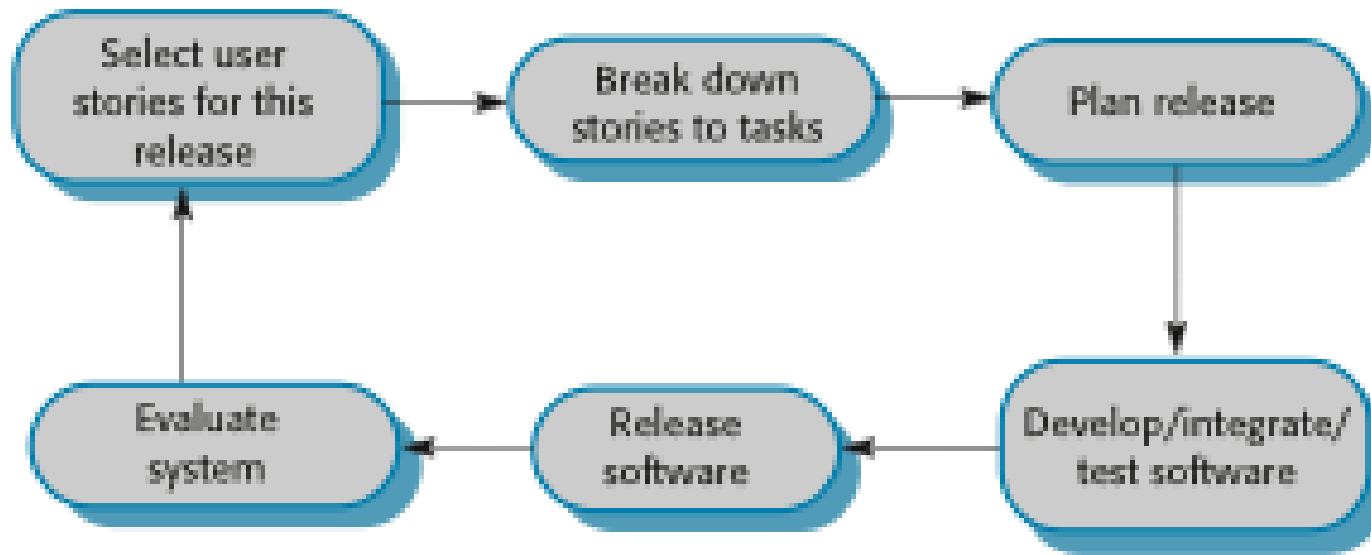 Select user
stories for this
release
Break down
stories to tasks
Plan release
Develop/integrate/
test software
Release
software
Evaluate
system